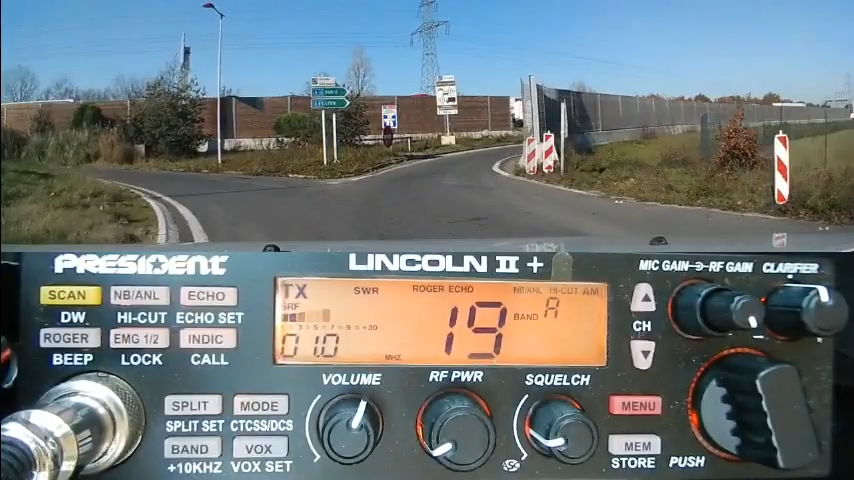 PRESIDENT
LINCOLN II +
MIC GAIN RF GAIN
CLARIFIER
SCAN
NB/ANL
ECHO
DW
HI-CUT
ECHO SET
ROGER
EMG 1/2
INDIC
BEEP
LOCK
CALL
TX
SWR
ROGER ECHO
NB/ANL HI-CUT AM
SRF
BAND A
19
01.0
MHZ
CH
VOLUME
RF PWR
SQUELCH
SPLIT
MODE
SPLIT SET
CTCSS/DCS
BAND
VOX
+10KHZ
VOX SET
MENU
MEM
STORE
PUSH